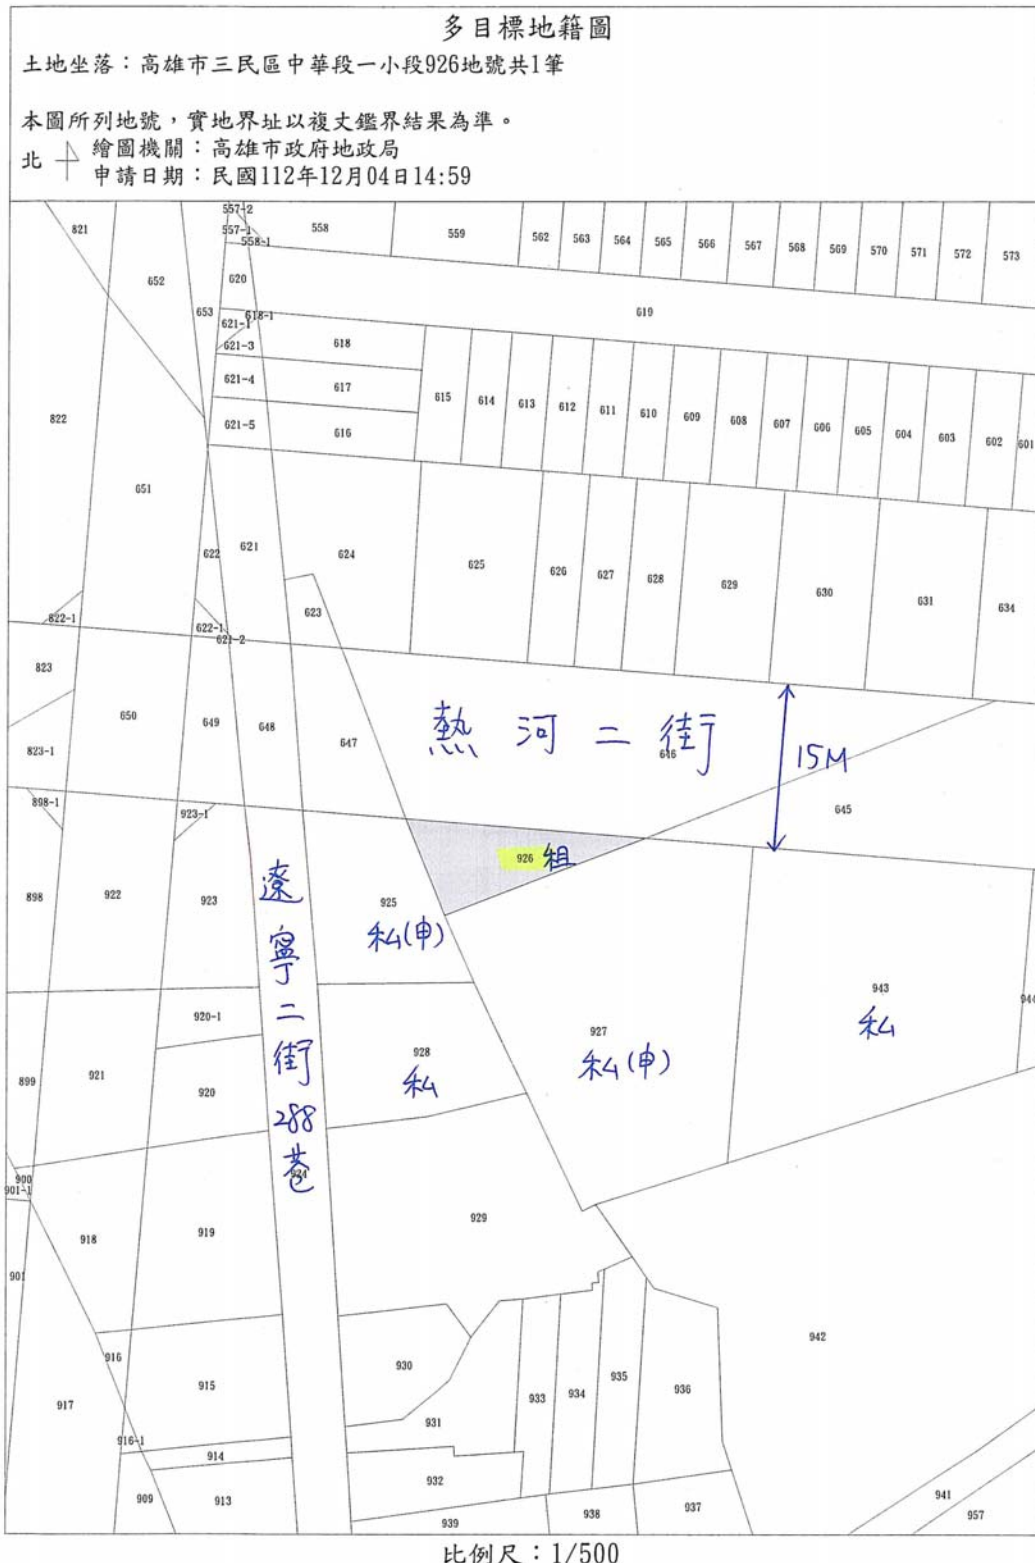 多目標地籍圖
土地坐落：高雄市三民區中華段一小段926地號共1筆
本圖所列地號，實地界址以複丈鑑界結果為準。
北 繪圖機關：高雄市政府地政局
申請日期：民國112年12月04日14:59
557-2
821 557-1 558 559 562 563 564 565 566 567 568 569 570 571 572 573
558-1
652 620
653 618-1 619
621-1
621-3 618
621-4 617 615 614 613 612 611 610 609 608 607 606 605 604 603 602 601
822 621-5 616
651
622 621 624 625 626 627 628 629 630 631 634
822-1 622-1 623
621-2
823
650 649 648 647 熱河二街
823-1 646 15M
898-1 923-1 645
926 租
898 922 923 925
私(申)
遼寧二街288巷
943 944
920-1 927 私
899 921 920 928 私(申)
私
900 924
901-1
918 919 929
901
942
916 930
917 915 933 934 935 936
931
916-1 914
932
909 913 941
939 938 937 957
比例尺：1/500